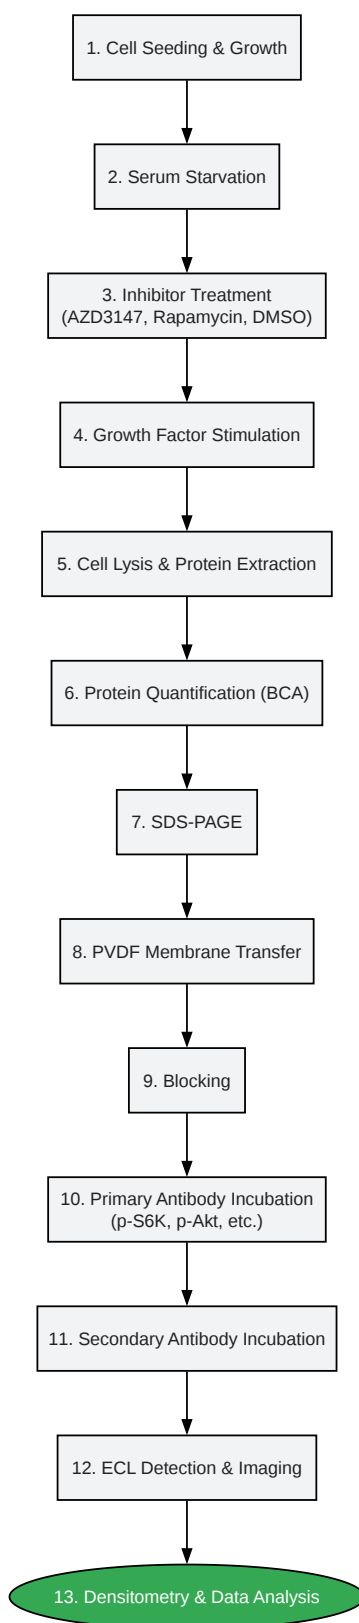 1. Cell Seeding & Growth
2. Serum Starvation
3. Inhibitor Treatment
(AZD3147, Rapamycin, DMSO)
4. Growth Factor Stimulation
5. Cell Lysis & Protein Extraction
6. Protein Quantification (BCA)
7. SDS-PAGE
8. PVDF Membrane Transfer
9. Blocking
10. Primary Antibody Incubation
(p-S6K, p-Akt, etc.)
11. Secondary Antibody Incubation
12. ECL Detection & Imaging
13. Densitometry & Data Analysis